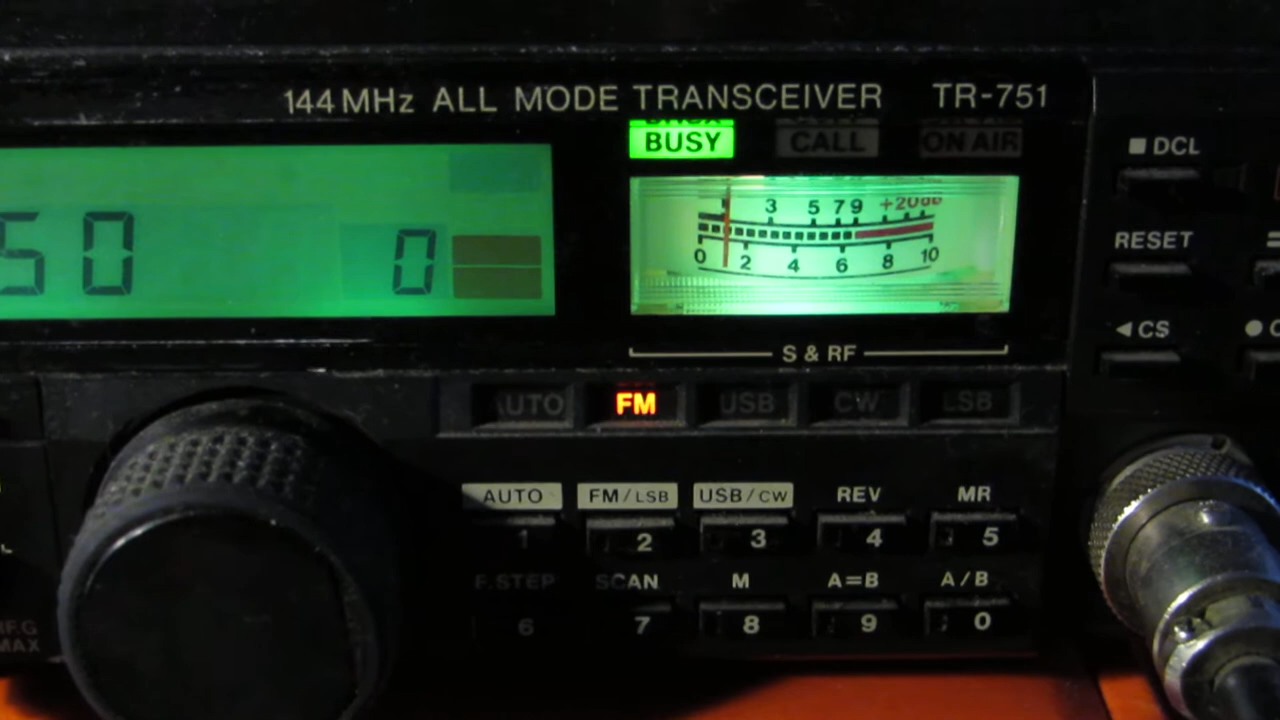 144MHz ALL MODE TRANSCEIVER TR-751
BUSY CALL ON AIR
■ DCL
50 0
3 5 7 9 +20dB
0 2 4 6 8 10
RESET
◀ CS
S & RF
AUTO FM USB CW LSB
AUTO FM/LSB USB/CW REV MR
1 2 3 4 5
F.STEP SCAN M A=B A/B
6 7 8 9 0
MAX